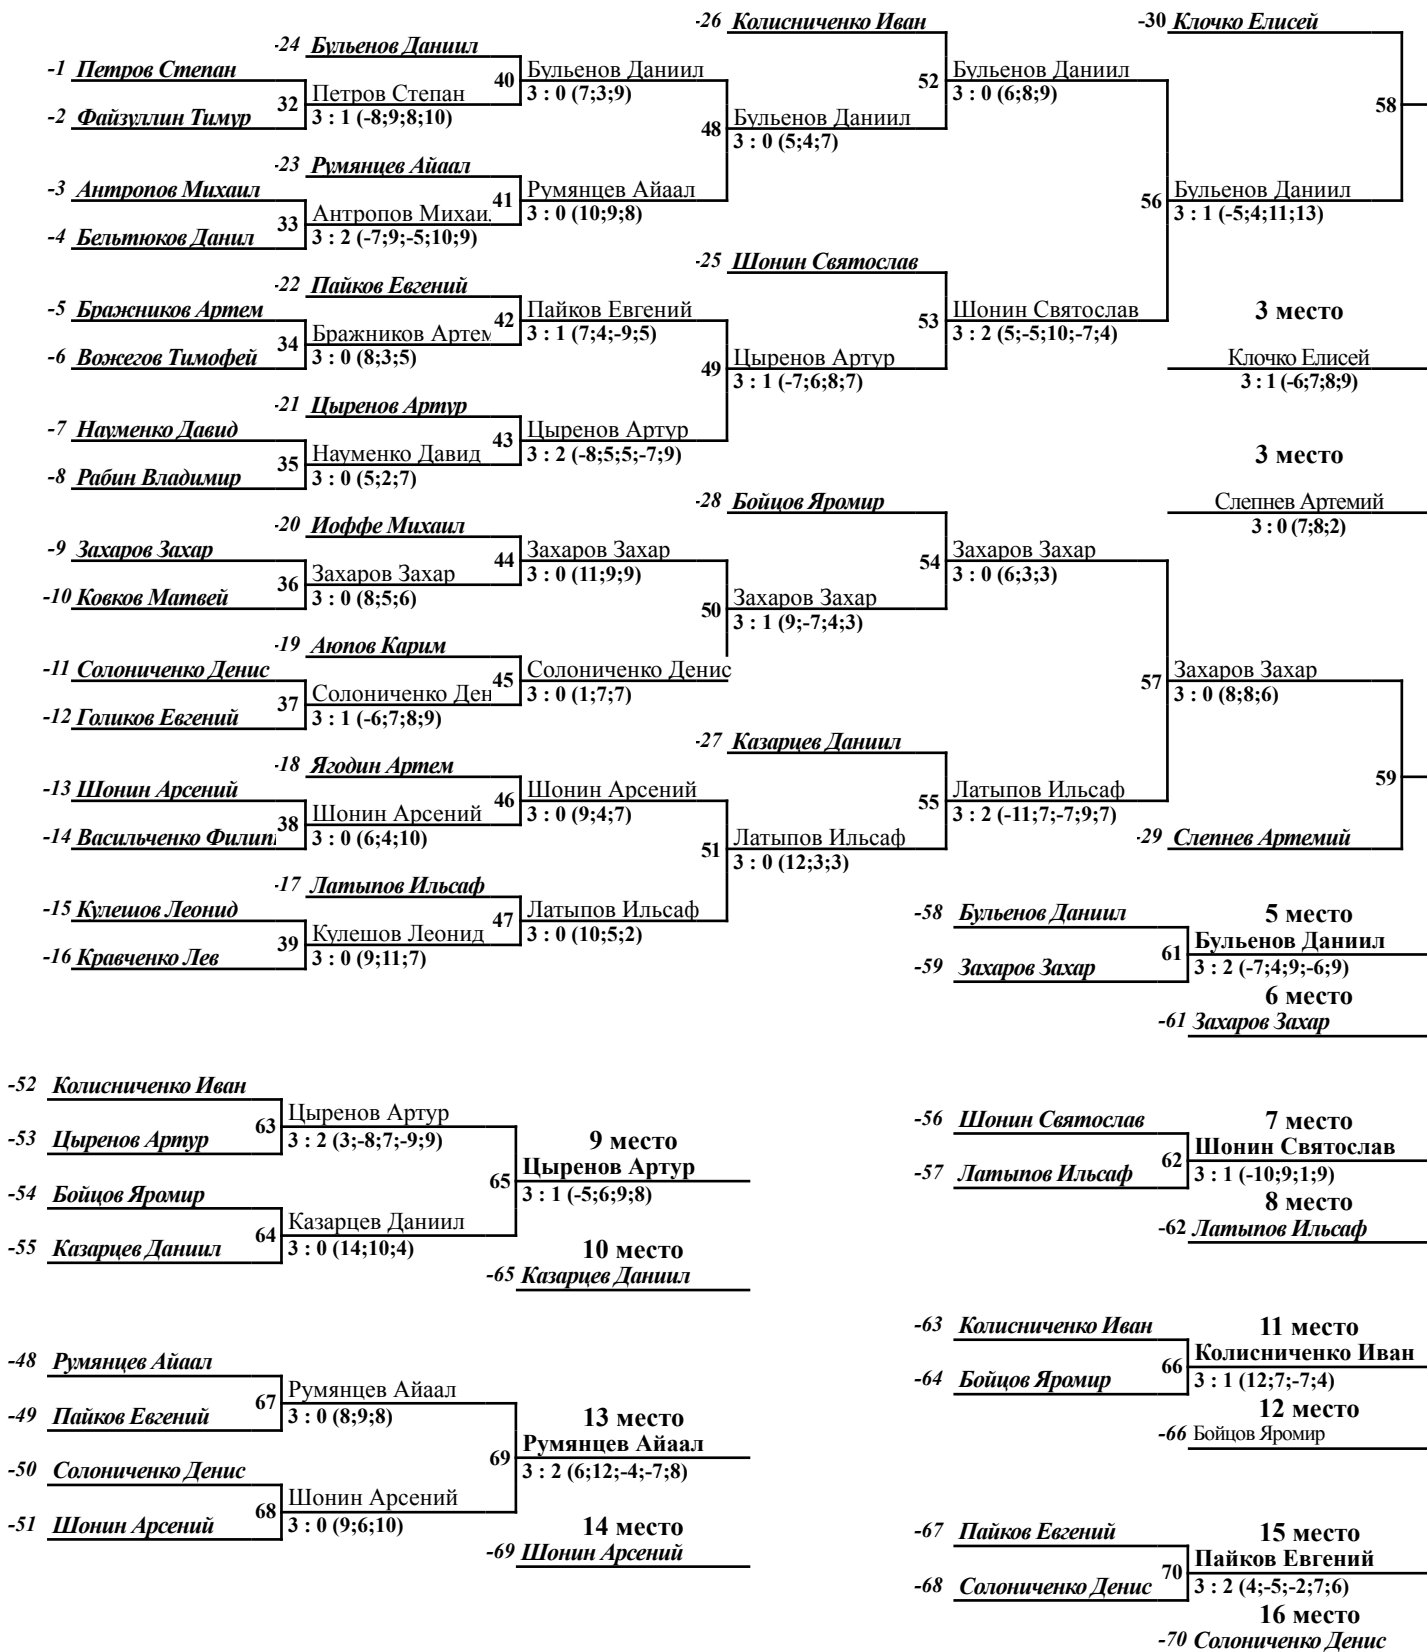 -26 Колисниченко Иван
-30 Клочко Елисей
-24 Бульенов Даниил
-1 Петров Степан
40 Бульенов Даниил
52 Бульенов Даниил
3 : 0 (7;3;9)
3 : 0 (6;8;9)
32 Петров Степан
-2 Файзуллин Тимур
3 : 1 (-8;9;8;10)
58
48 Бульенов Даниил
3 : 0 (5;4;7)
-23 Румянцев Айаал
-3 Антропов Михаил
41 Румянцев Айаал
3 : 0 (10;9;8)
56 Бульенов Даниил
3 : 1 (-5;4;11;13)
33 Антропов Михаи
-4 Бельтюков Данил
3 : 2 (-7;9;-5;10;9)
-25 Шонин Святослав
-22 Пайков Евгений
-5 Бражников Артем
42 Пайков Евгений
3 : 1 (7;4;-9;5)
53 Шонин Святослав
3 : 2 (5;-5;10;-7;4)
3 место
34 Бражников Артем
-6 Вожегов Тимофей
3 : 0 (8;3;5)
49 Цыренов Артур
3 : 1 (-7;6;8;7)
Клочко Елисей
3 : 1 (-6;7;8;9)
-21 Цыренов Артур
-7 Науменко Давид
43 Цыренов Артур
3 : 2 (-8;5;5;-7;9)
35 Науменко Давид
-8 Рабин Владимир
3 : 0 (5;2;7)
3 место
-28 Бойцов Яромир
Слепнев Артемий
3 : 0 (7;8;2)
-20 Иоффе Михаил
-9 Захаров Захар
44 Захаров Захар
3 : 0 (11;9;9)
54 Захаров Захар
3 : 0 (6;3;3)
36 Захаров Захар
-10 Ковков Матвей
3 : 0 (8;5;6)
50 Захаров Захар
3 : 1 (9;-7;4;3)
-19 Аюпов Карим
-11 Солониченко Денис
45 Солониченко Денис
3 : 0 (1;7;7)
57 Захаров Захар
3 : 0 (8;8;6)
37 Солониченко Ден
-12 Голиков Евгений
3 : 1 (-6;7;8;9)
-27 Казарцев Даниил
-18 Ягодин Артем
59
-13 Шонин Арсений
46 Шонин Арсений
3 : 0 (9;4;7)
55 Латыпов Ильсаф
3 : 2 (-11;7;-7;9;7)
38 Шонин Арсений
-14 Васильченко Филип
3 : 0 (6;4;10)
51 Латыпов Ильсаф
3 : 0 (12;3;3)
-29 Слепнев Артемий
-17 Латыпов Ильсаф
-15 Кулешов Леонид
47 Латыпов Ильсаф
3 : 0 (10;5;2)
39 Кулешов Леонид
-16 Кравченко Лев
3 : 0 (9;11;7)
-58 Бульенов Даниил
5 место
61 Бульенов Даниил
3 : 2 (-7;4;9;-6;9)
-59 Захаров Захар
6 место
-61 Захаров Захар
-52 Колисниченко Иван
63 Цыренов Артур
3 : 2 (3;-8;7;-9;9)
-53 Цыренов Артур
9 место
65 Цыренов Артур
3 : 1 (-5;6;9;8)
-54 Бойцов Яромир
64 Казарцев Даниил
3 : 0 (14;10;4)
-55 Казарцев Даниил
10 место
-65 Казарцев Даниил
-56 Шонин Святослав
7 место
62 Шонин Святослав
3 : 1 (-10;9;1;9)
-57 Латыпов Ильсаф
8 место
-62 Латыпов Ильсаф
-63 Колисниченко Иван
11 место
66 Колисниченко Иван
3 : 1 (12;7;-7;4)
-64 Бойцов Яромир
12 место
-66 Бойцов Яромир
-48 Румянцев Айаал
67 Румянцев Айаал
3 : 0 (8;9;8)
-49 Пайков Евгений
13 место
69 Румянцев Айаал
3 : 2 (6;12;-4;-7;8)
-50 Солониченко Денис
68 Шонин Арсений
3 : 0 (9;6;10)
-51 Шонин Арсений
14 место
-69 Шонин Арсений
-67 Пайков Евгений
15 место
70 Пайков Евгений
3 : 2 (4;-5;-2;7;6)
-68 Солониченко Денис
16 место
-70 Солониченко Денис